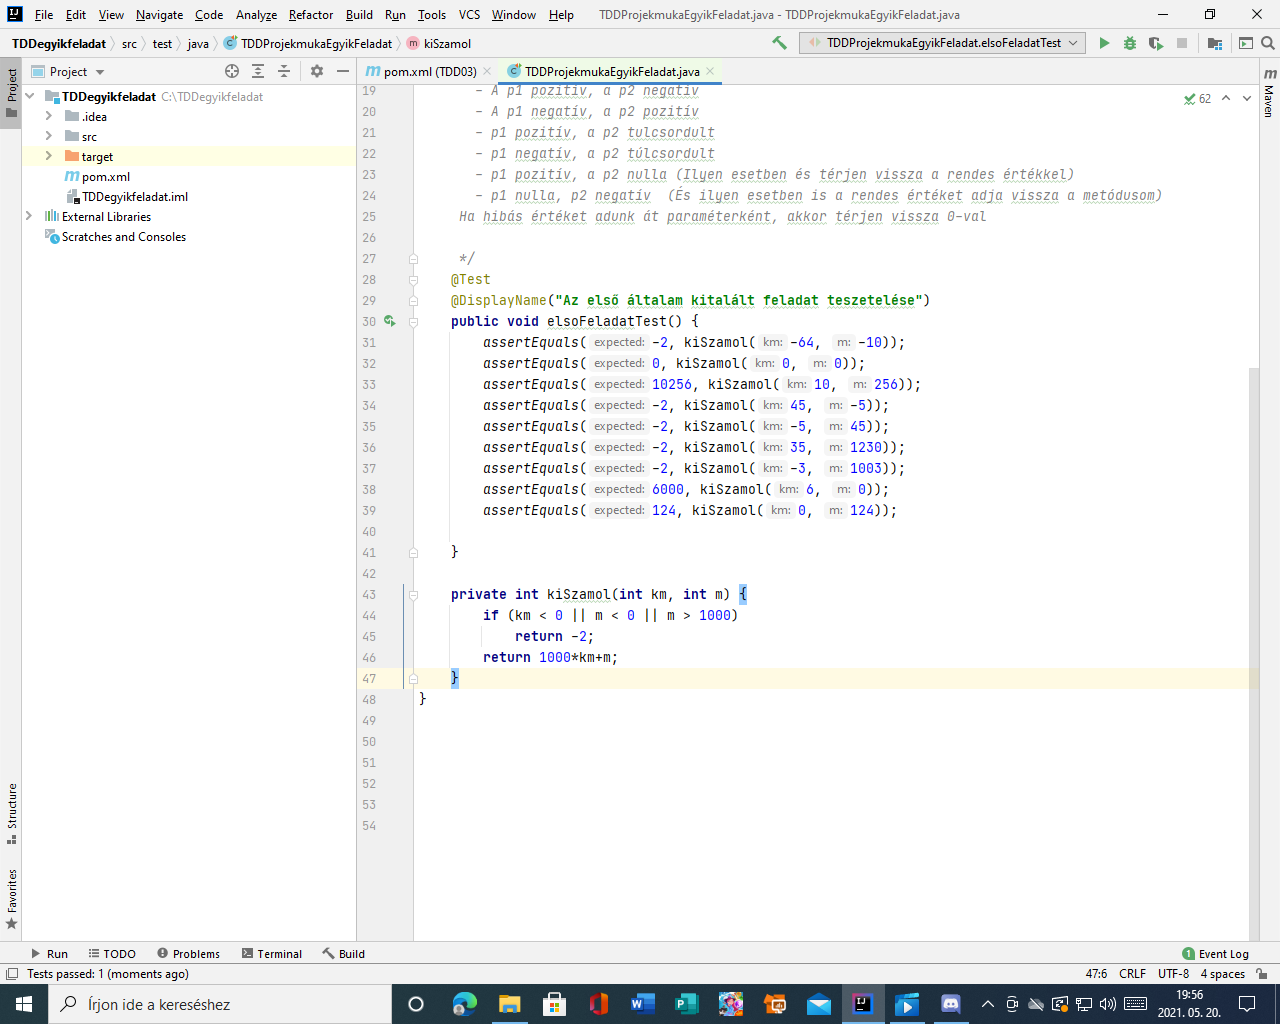 File Edit View Navigate Code Analyze Refactor Build Run Tools VCS Window Help TDDProjekmukaEgyikFeladat.java - TDDProjekmukaEgyikFeladat.java
TDDegyikfeladat src test java TDDProjekmukaEgyikFeladat m kiSzamol TDDProjekmukaEgyikFeladat.elsoFeladatTest
Project
Project
m pom.xml (TDD03)
TDDProjekmukaEgyikFeladat.java
m Maven
TDDegyikfeladat C:\TDDegyikfeladat
.idea
src
target
m pom.xml
TDDegyikfeladat.iml
External Libraries
Scratches and Consoles
62
19 - A p1 pozitív, a p2 negatív
20 - A p1 negatív, a p2 pozitív
21 - p1 pozitív, a p2 tulcsordult
22 - p1 negatív, a p2 túlcsordult
23 - p1 pozitív, a p2 nulla (Ilyen esetben és térjen vissza a rendes értékkel)
24 - p1 nulla, p2 negatív (És ilyen esetben is a rendes értéket adja vissza a metódusom)
25 Ha hibás értéket adunk át paraméterként, akkor térjen vissza 0-val
26
27 */
28 @Test
29 @DisplayName("Az első általam kitalált feladat teszetelése")
30 public void elsoFeladatTest() {
31 assertEquals( expected: -2, kiSzamol( km: -64, m: -10));
32 assertEquals( expected: 0, kiSzamol( km: 0, m: 0));
33 assertEquals( expected: 10256, kiSzamol( km: 10, m: 256));
34 assertEquals( expected: -2, kiSzamol( km: 45, m: -5));
35 assertEquals( expected: -2, kiSzamol( km: -5, m: 45));
36 assertEquals( expected: -2, kiSzamol( km: 35, m: 1230));
37 assertEquals( expected: -2, kiSzamol( km: -3, m: 1003));
38 assertEquals( expected: 6000, kiSzamol( km: 6, m: 0));
39 assertEquals( expected: 124, kiSzamol( km: 0, m: 124));
40
41 }
42
43 private int kiSzamol(int km, int m) {
44 if (km < 0 || m < 0 || m > 1000)
45 return -2;
46 return 1000*km+m;
47 }
48 }
49
50
51
52
53
54
Structure
Favorites
Run TODO Problems Terminal Build 1 Event Log
Tests passed: 1 (moments ago) 47:6 CRLF UTF-8 4 spaces
Írjon ide a kereséshez
19:56
2021. 05. 20.